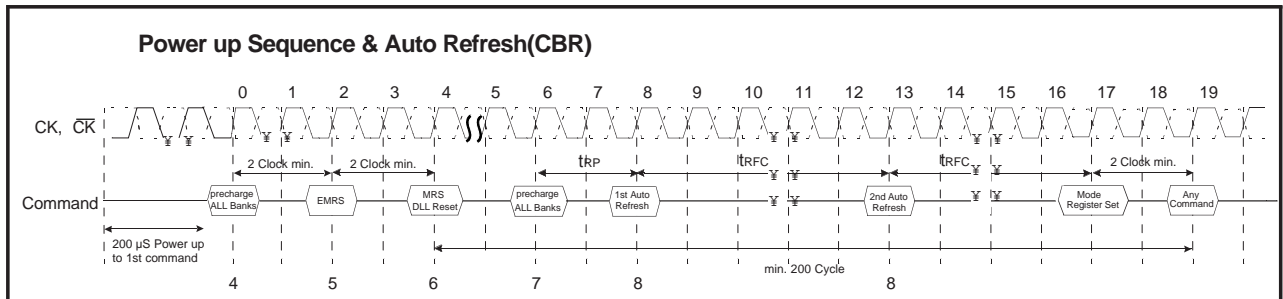 Power up Sequence & Auto Refresh(CBR)
0 1 2 3 4 5 6 7 8 9 10 11 12 13 14 15 16 17 18 19
CK, C̅K̅
¥ ¥ ¥ ¥ ¥ ¥ ¥ ¥
2 Clock min. 2 Clock min. tRP tRFC tRFC 2 Clock min.
¥ ¥ ¥ ¥
Command
precharge ALL Banks
EMRS
MRS DLL Reset
precharge ALL Banks
1st Auto Refresh
¥ ¥
2nd Auto Refresh
¥ ¥
Mode Register Set
Any Command
200 µS Power up
to 1st command
min. 200 Cycle
4 5 6 7 8 8